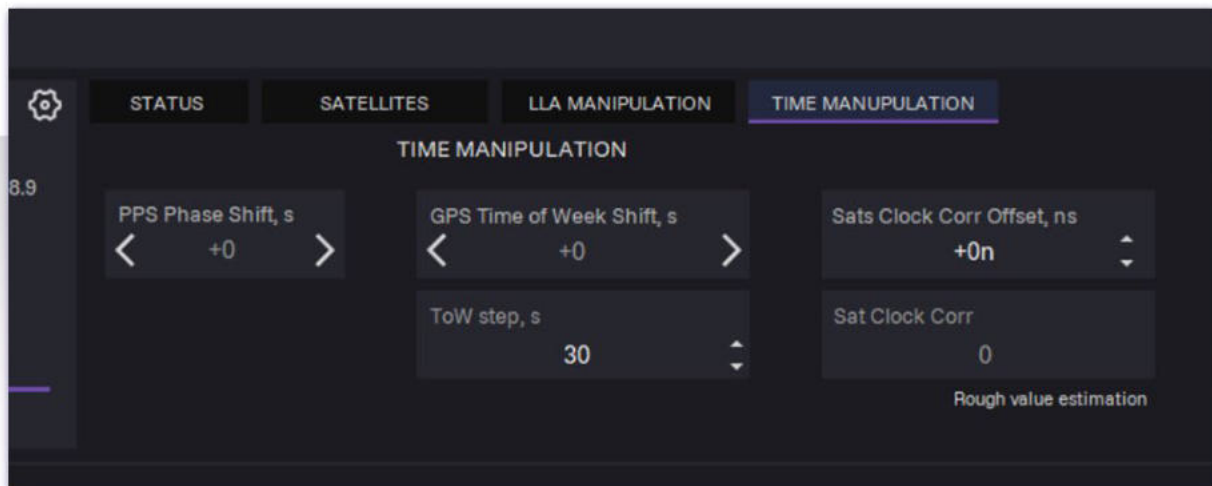 STATUS SATELLITES LLA MANIPULATION TIME MANUPULATION
TIME MANIPULATION
8.9
PPS Phase Shift, s
+0
GPS Time of Week Shift, s
+0
Sats Clock Corr Offset, ns
+0n
ToW step, s
30
Sat Clock Corr
0
Rough value estimation